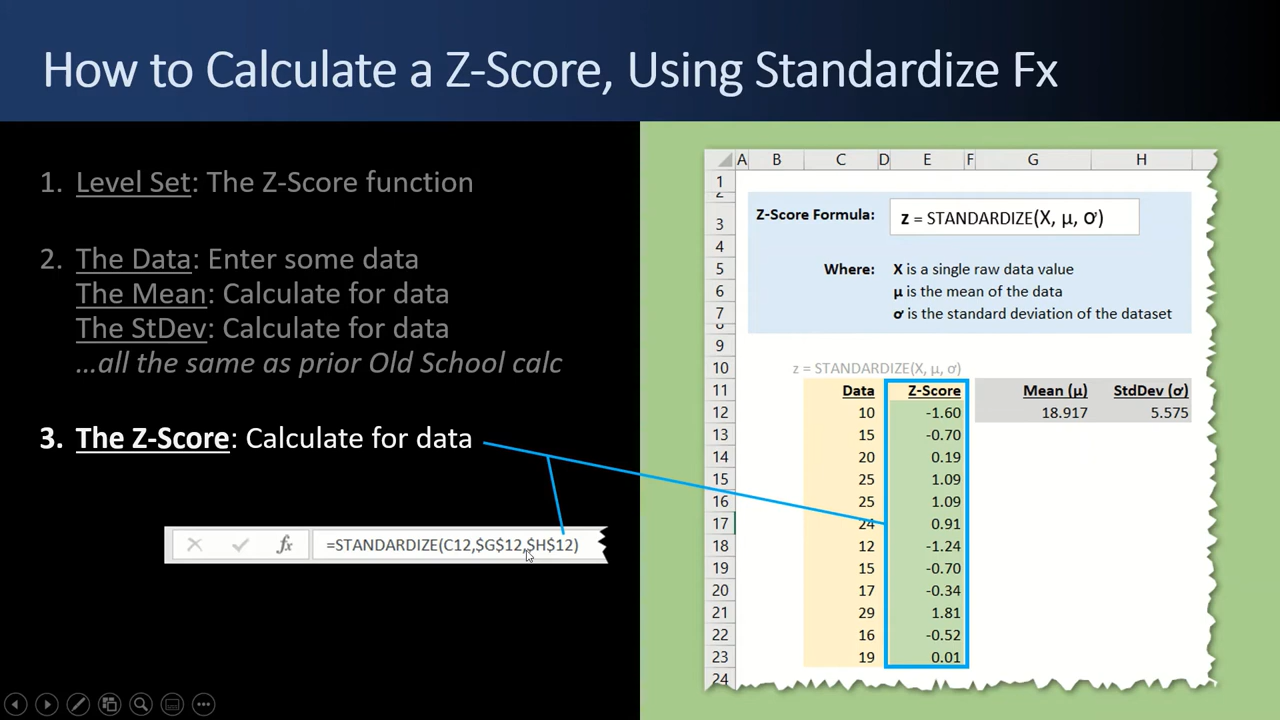 How to Calculate a Z-Score, Using Standardize Fx
1. Level Set: The Z-Score function
2. The Data: Enter some data
The Mean: Calculate for data
The StDev: Calculate for data
...all the same as prior Old School calc
3. The Z-Score: Calculate for data
fx =STANDARDIZE(C12,$G$12,$H$12)
A B C D E F G H
1
2
3 Z-Score Formula: z = STANDARDIZE(X, μ, σ)
4
5 Where: X is a single raw data value
6 μ is the mean of the data
7 σ is the standard deviation of the dataset
8
9
10 z = STANDARDIZE(X, μ, σ)
11 Data Z-Score Mean (μ) StdDev (σ)
12 10 -1.60 18.917 5.575
13 15 -0.70
14 20 0.19
15 25 1.09
16 25 1.09
17 24 0.91
18 12 -1.24
19 15 -0.70
20 17 -0.34
21 29 1.81
22 16 -0.52
23 19 0.01
24